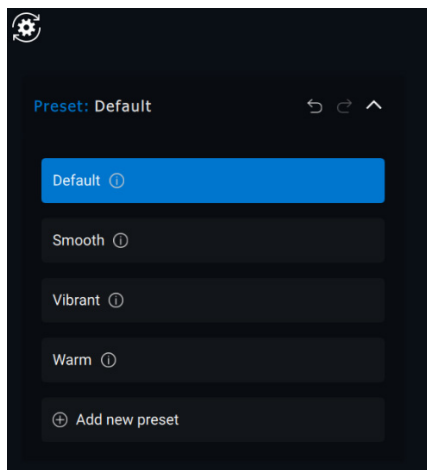 Preset: Default
Default
Smooth
Vibrant
Warm
Add new preset